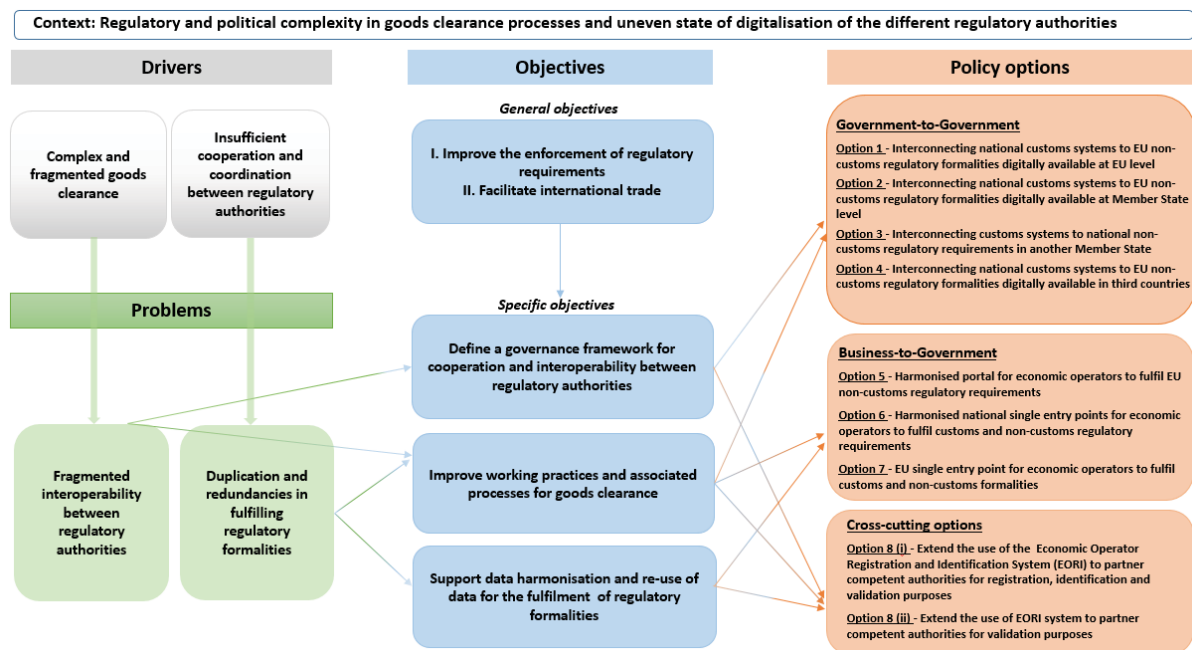 Context: Regulatory and political complexity in goods clearance processes and uneven state of digitalisation of the different regulatory authorities
Drivers
Complex and
fragmented goods
clearance
Insufficient
cooperation and
coordination
between regulatory
authorities
Problems
Fragmented
interoperability
between
regulatory
authorities
Duplication and
redundancies in
fulfilling
regulatory
formalities
Objectives
General objectives
I. Improve the enforcement of regulatory
requirements
II. Facilitate international trade
Specific objectives
Define a governance framework for
cooperation and interoperability between
regulatory authorities
Improve working practices and associated
processes for goods clearance
Support data harmonisation and re-use of
data for the fulfilment of regulatory
formalities
Policy options
Government-to-Government
Option 1 - Interconnecting national customs systems to EU non-
customs regulatory formalities digitally available at EU level
Option 2 - Interconnecting national customs systems to EU non-
customs regulatory formalities digitally available at Member State
level
Option 3 - Interconnecting customs systems to national non-
customs regulatory requirements in another Member State
Option 4 - Interconnecting national customs systems to EU non-
customs regulatory formalities digitally available in third countries
Business-to-Government
Option 5 - Harmonised portal for economic operators to fulfil EU
non-customs regulatory requirements
Option 6 - Harmonised national single entry points for economic
operators to fulfil customs and non-customs regulatory
requirements
Option 7 - EU single entry point for economic operators to fulfil
customs and non-customs formalities
Cross-cutting options
Option 8 (i) - Extend the use of the Economic Operator
Registration and Identification System (EORI) to partner
competent authorities for registration, identification and
validation purposes
Option 8 (ii) - Extend the use of EORI system to partner
competent authorities for validation purposes